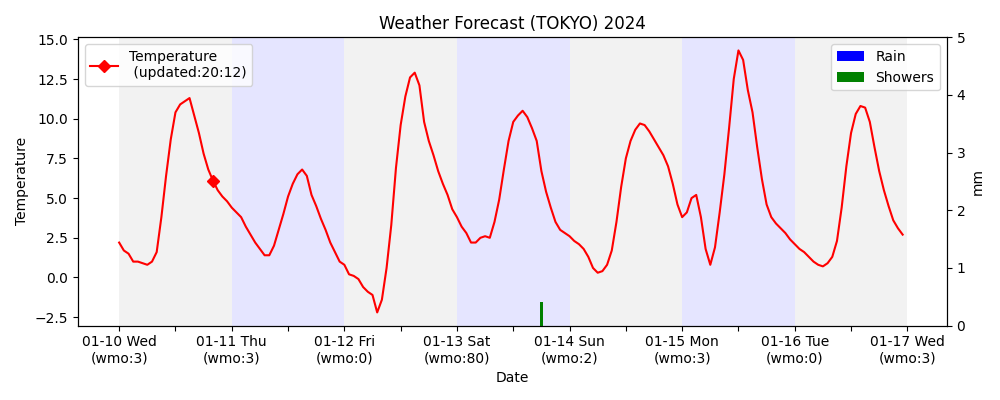 Weather Forecast (TOKYO) 2024
Temperature
(updated:20:12)
Rain
Showers
15.0
12.5
10.0
7.5
5.0
2.5
0.0
−2.5
Temperature
5
4
3
2
1
0
mm
01-10 Wed
(wmo:3)
01-11 Thu
(wmo:3)
01-12 Fri
(wmo:0)
01-13 Sat
(wmo:80)
01-14 Sun
(wmo:2)
01-15 Mon
(wmo:3)
01-16 Tue
(wmo:0)
01-17 Wed
(wmo:3)
Date